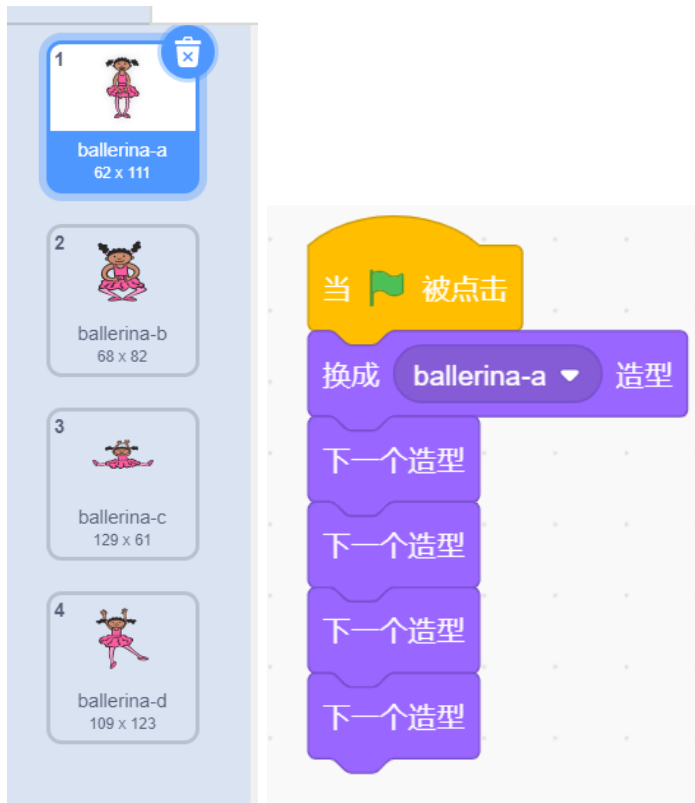 1
ballerina-a
62 x 111
2
ballerina-b
68 x 82
3
ballerina-c
129 x 61
4
ballerina-d
109 x 123
当 被点击
换成 ballerina-a 造型
下一个造型
下一个造型
下一个造型
下一个造型